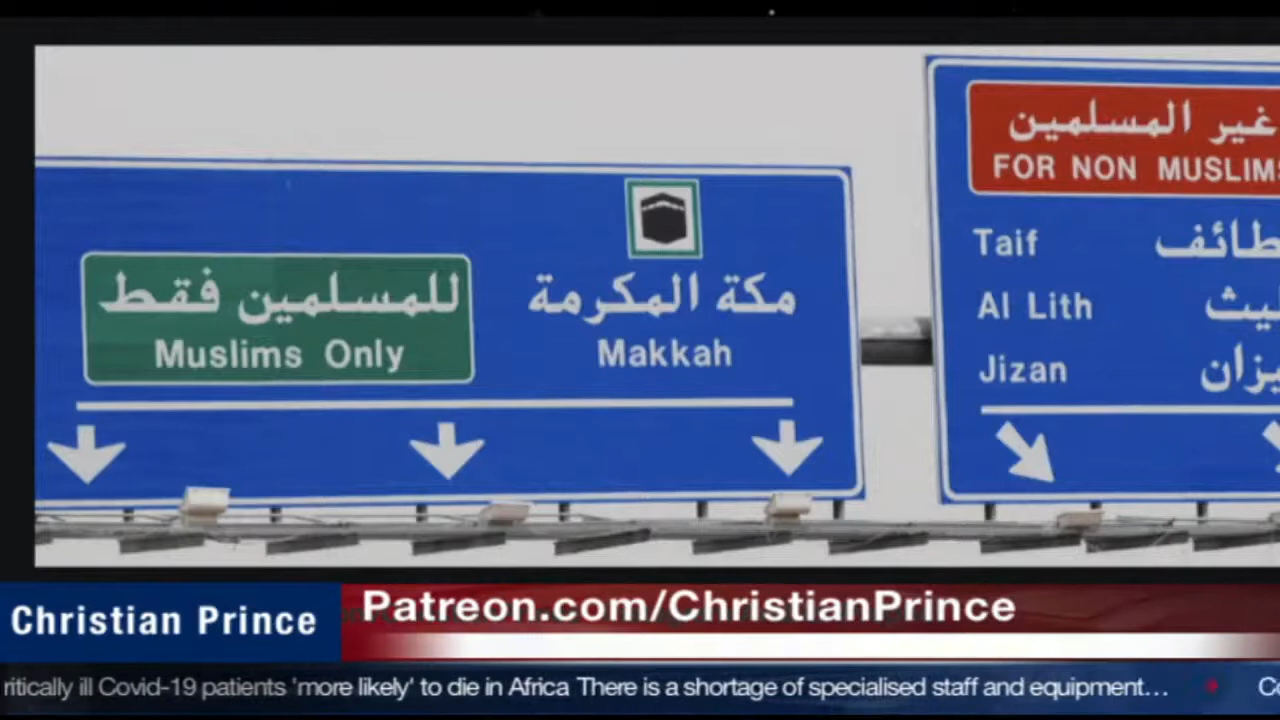 للمسلمين فقط
Muslims Only
مكة المكرمة
Makkah
غير المسلمين
FOR NON MUSLIMS
Taif
Al Lith
Jizan
Christian Prince
Patreon.com/ChristianPrince
ritically ill Covid-19 patients 'more likely' to die in Africa There is a shortage of specialised staff and equipment...